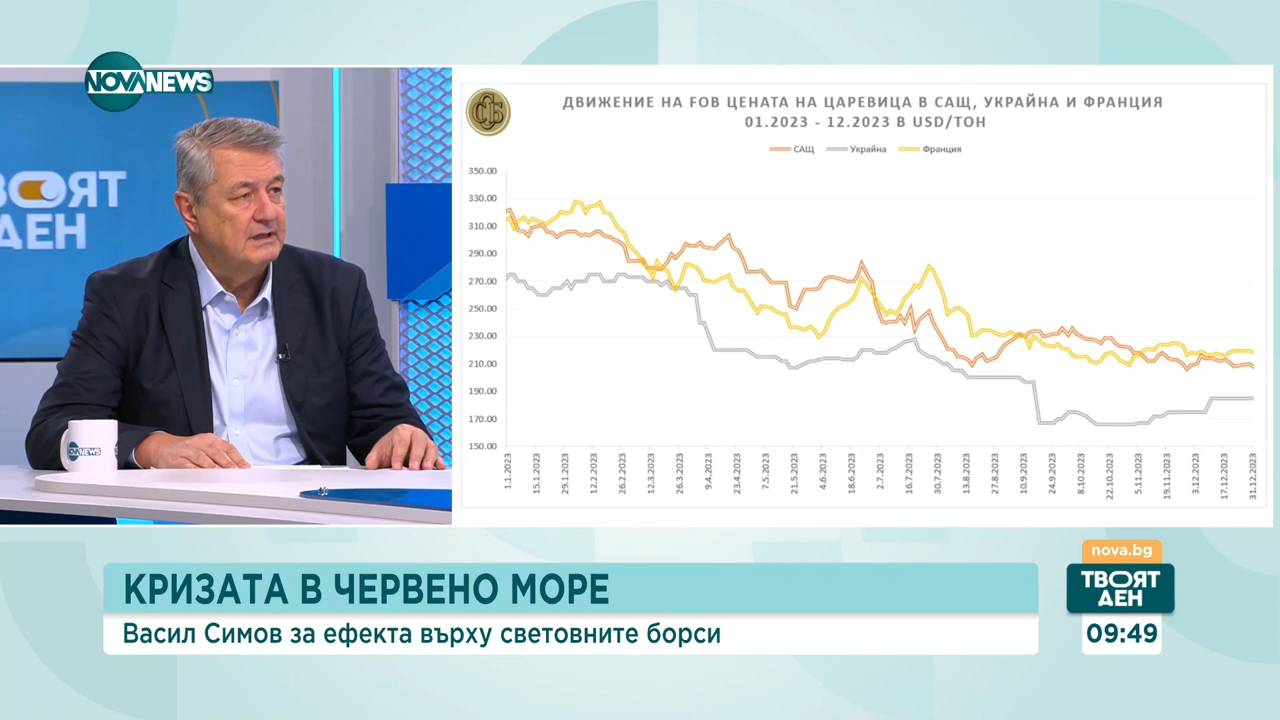 NOVANEWS
ТВОЯТ
ДЕН
NOVANEWS
ССБ
ДВИЖЕНИЕ НА FOB ЦЕНАТА НА ЦАРЕВИЦА В САЩ, УКРАЙНА И ФРАНЦИЯ
01.2023 - 12.2023 В USD/ТОН
САЩ Украйна Франция
350.00
330.00
310.00
290.00
270.00
250.00
230.00
210.00
190.00
170.00
150.00
1.1.2023 15.1.2023 29.1.2023 12.2.2023 26.2.2023 12.3.2023 26.3.2023 9.4.2023 23.4.2023 7.5.2023 21.5.2023 4.6.2023 18.6.2023 2.7.2023 16.7.2023 30.7.2023 13.8.2023 27.8.2023 10.9.2023 24.9.2023 8.10.2023 22.10.2023 5.11.2023 19.11.2023 3.12.2023 17.12.2023 31.12.2023
КРИЗАТА В ЧЕРВЕНО МОРЕ
Васил Симов за ефекта върху световните борси
nova.bg
ТВОЯТ
ДЕН
09:49